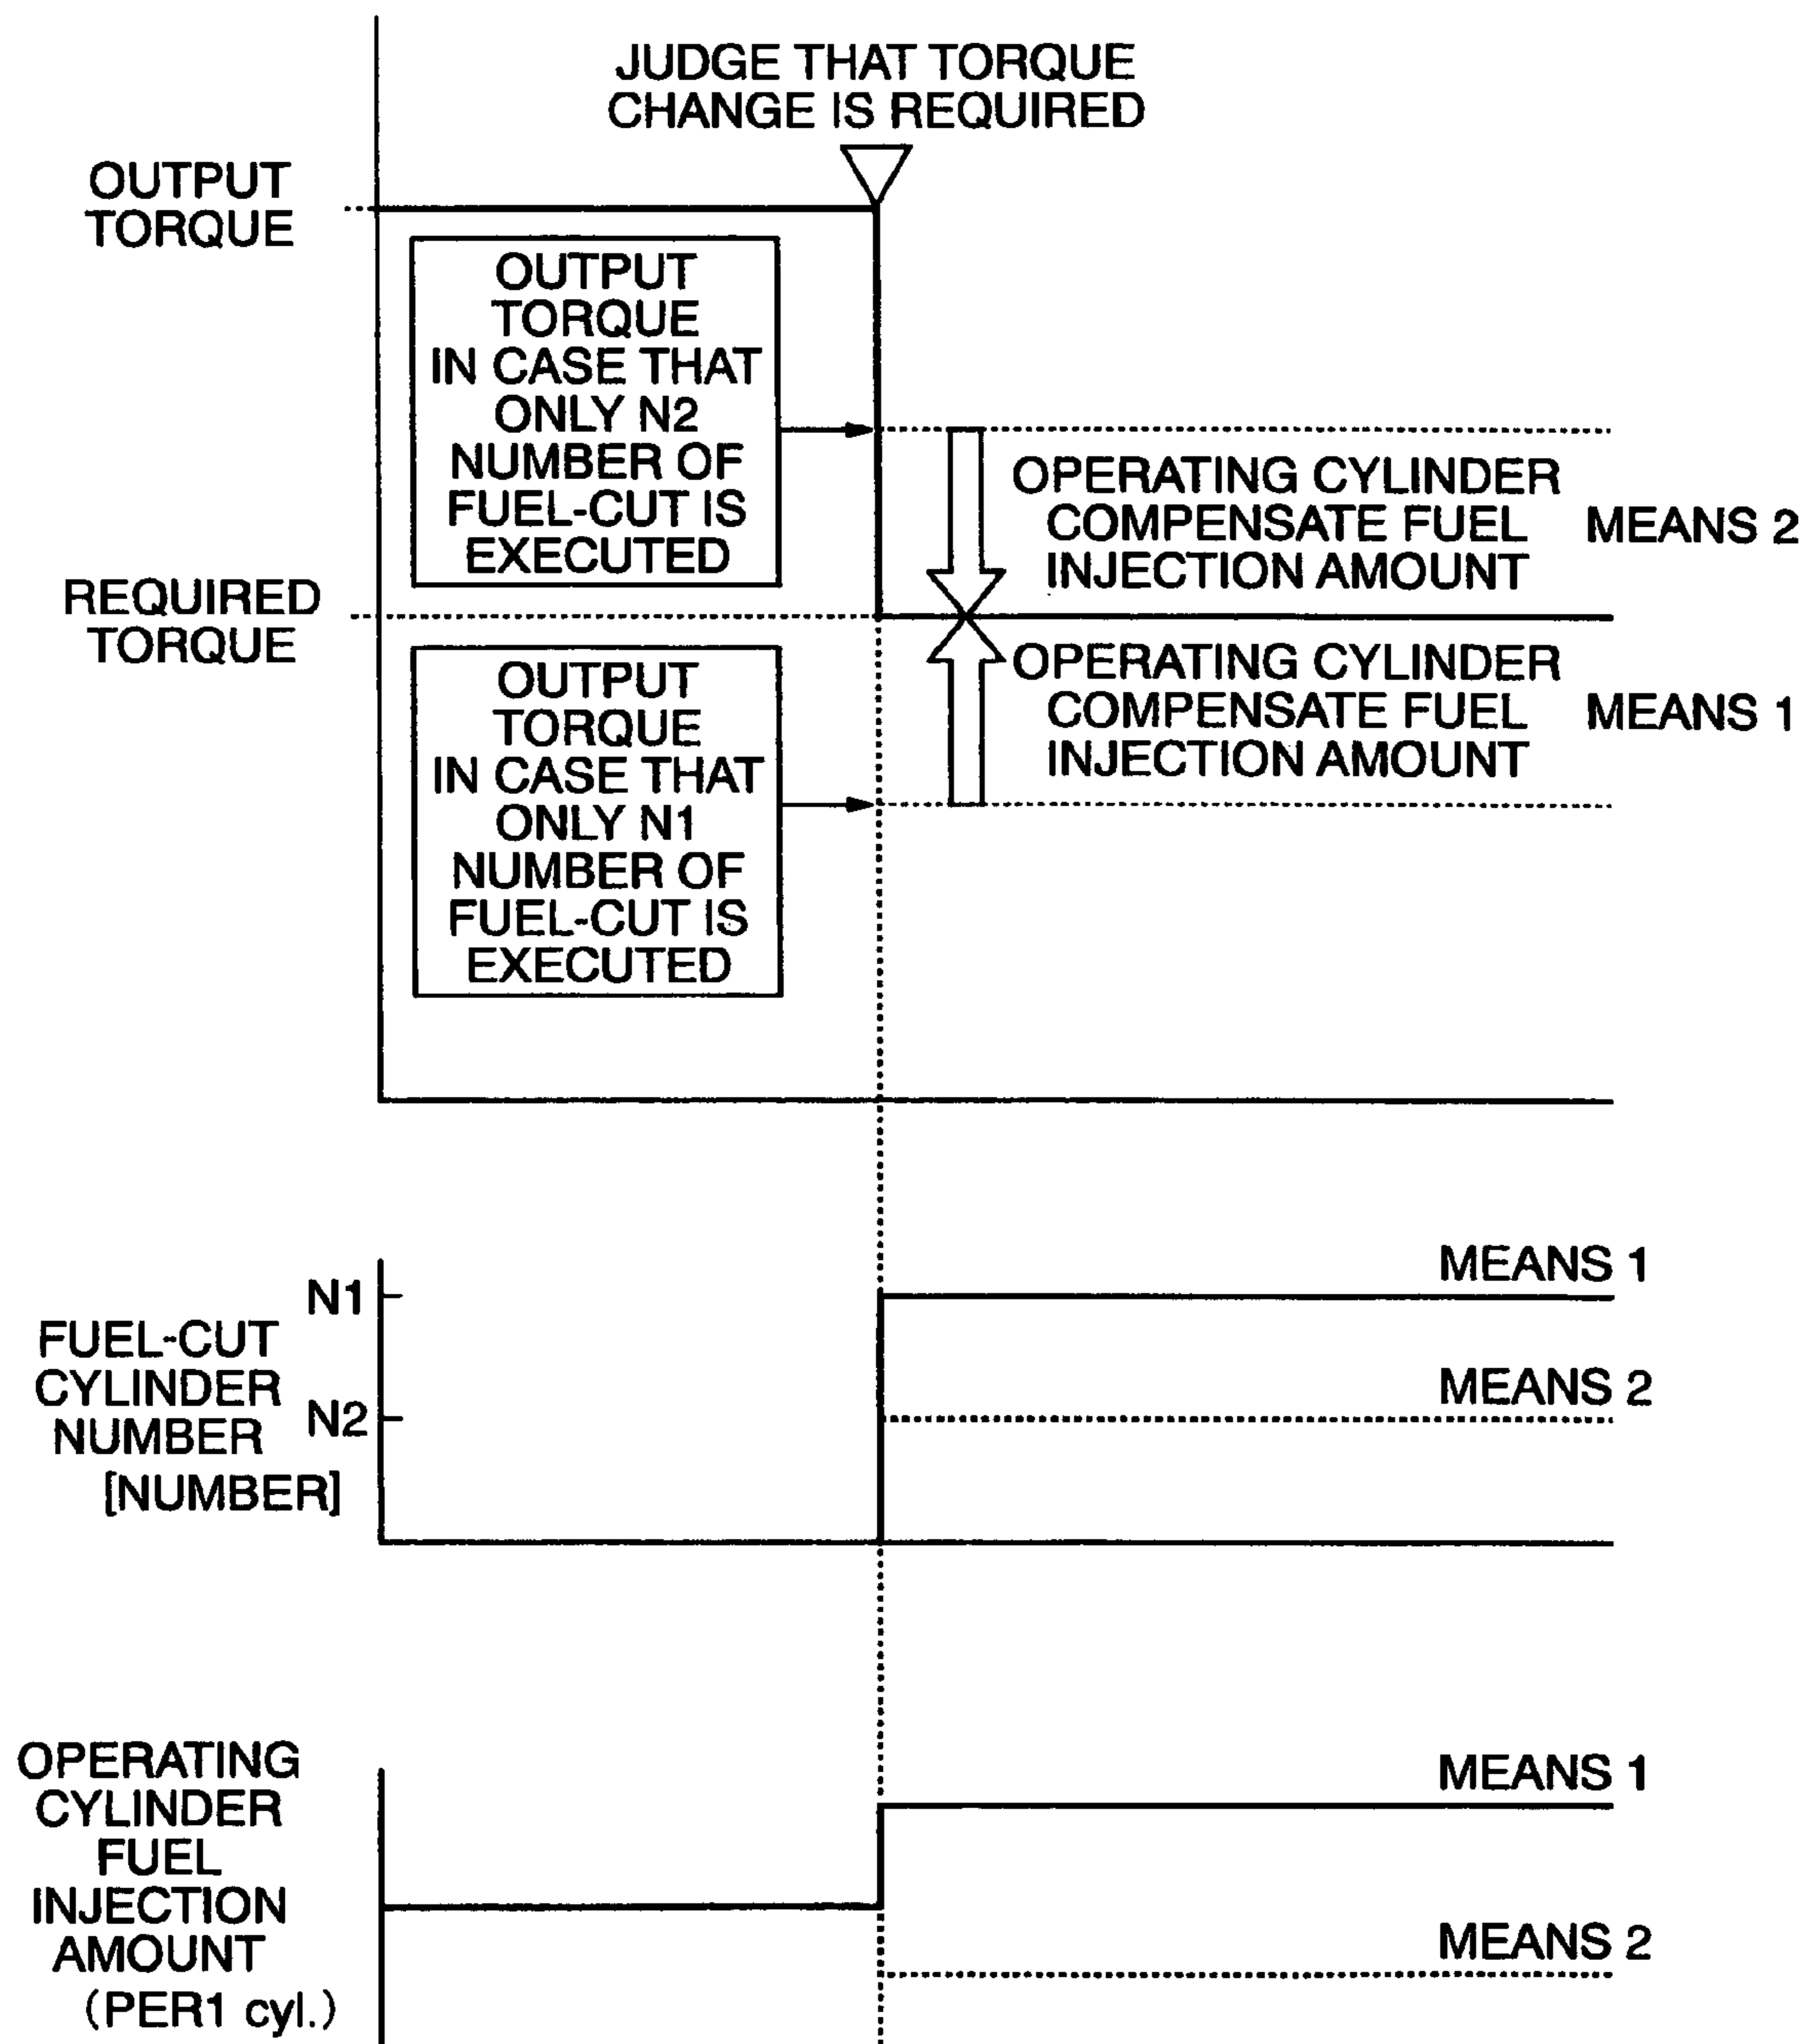 JUDGE THAT TORQUE
CHANGE IS REQUIRED
OUTPUT
TORQUE
OUTPUT
TORQUE
IN CASE THAT
ONLY N2
NUMBER OF
FUEL-CUT IS
EXECUTED
OPERATING CYLINDER
COMPENSATE FUEL
INJECTION AMOUNT
MEANS 2
REQUIRED
TORQUE
OUTPUT
TORQUE
IN CASE THAT
ONLY N1
NUMBER OF
FUEL-CUT IS
EXECUTED
OPERATING CYLINDER
COMPENSATE FUEL
INJECTION AMOUNT
MEANS 1
FUEL-CUT
CYLINDER
NUMBER
[NUMBER]
N1
N2
MEANS 1
MEANS 2
OPERATING
CYLINDER
FUEL
INJECTION
AMOUNT
(PER1 cyl.)
MEANS 1
MEANS 2